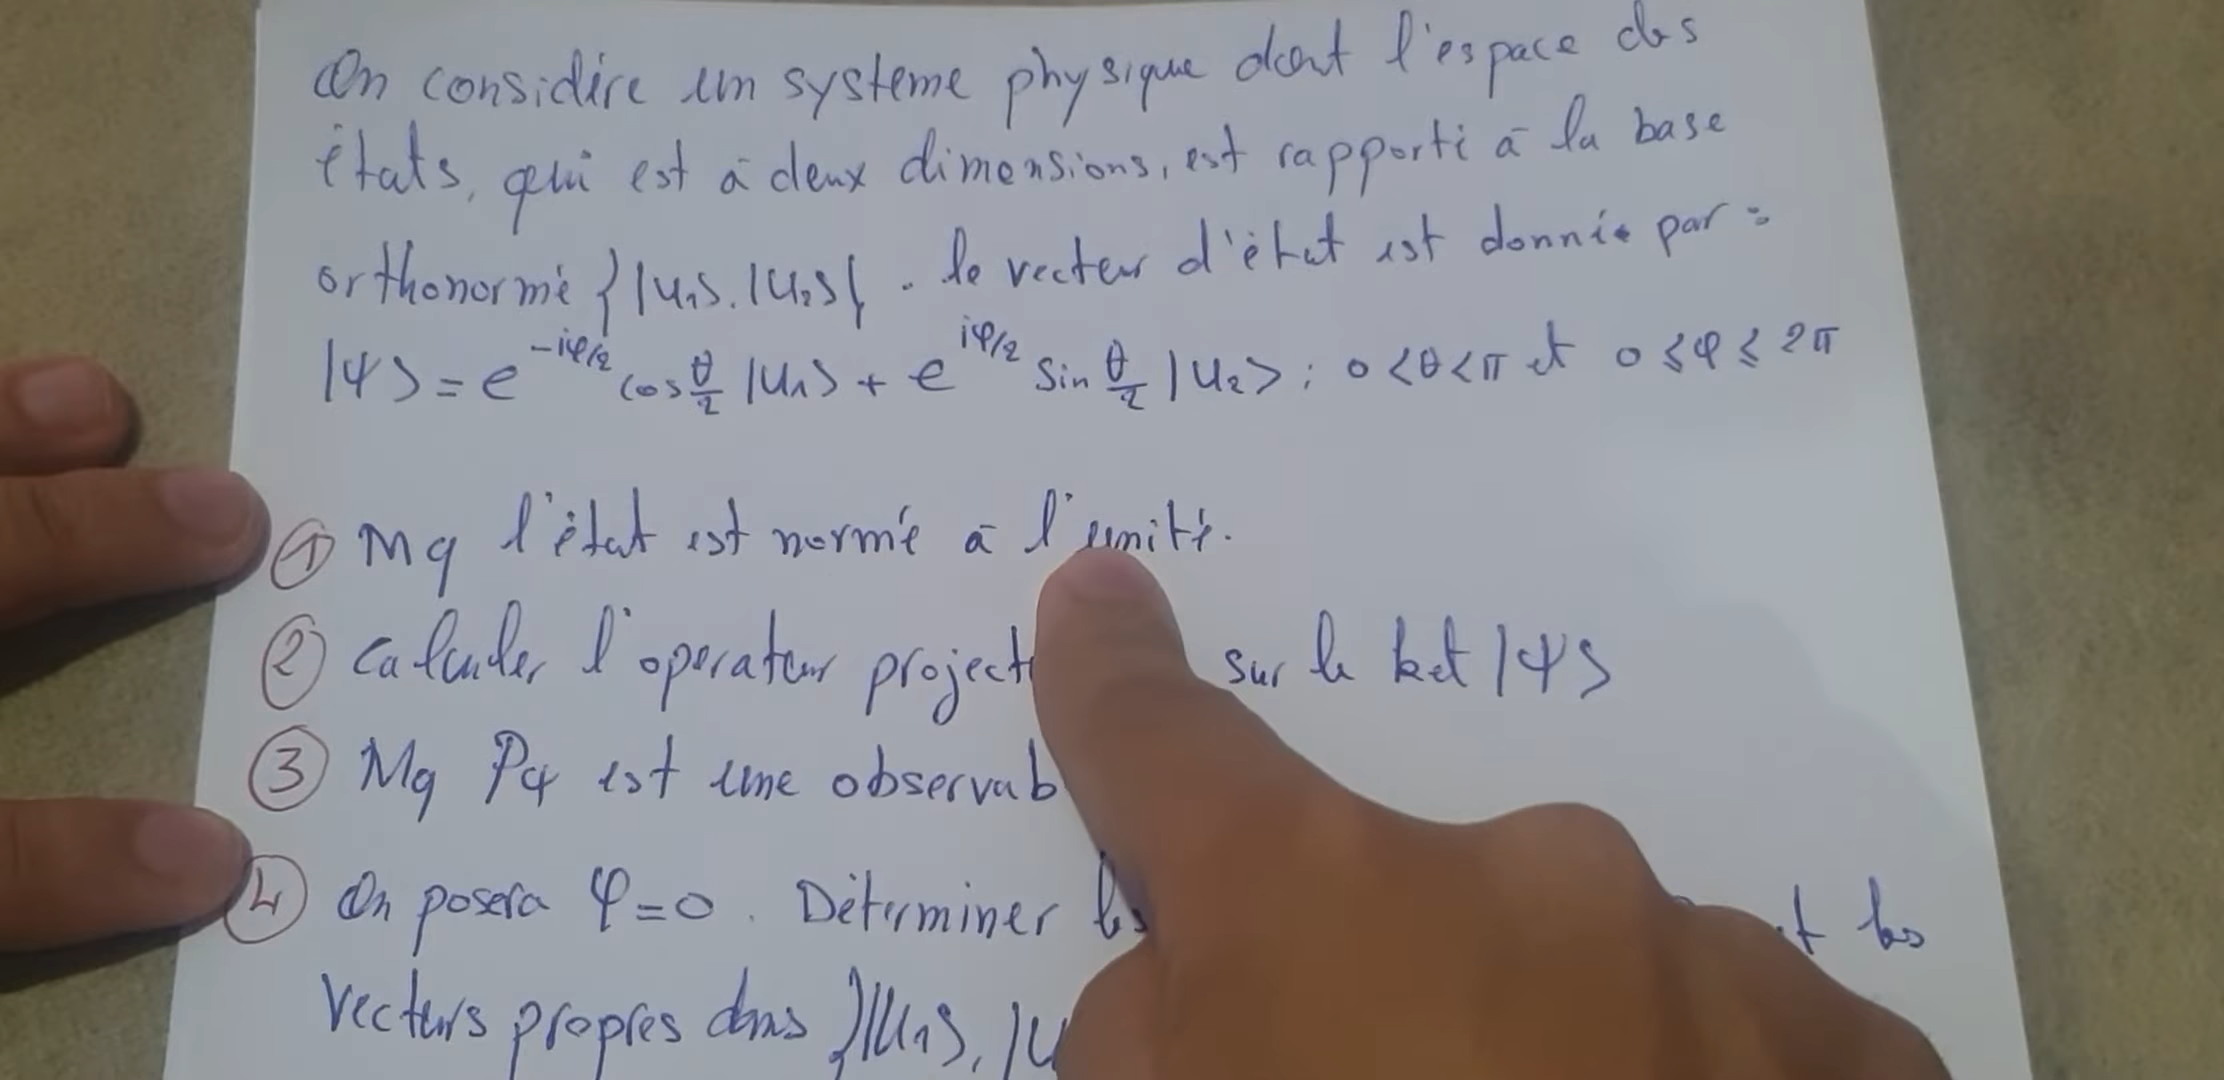 On considère un système physique dont l'espace des
états, qui est à deux dimensions, est rapporté à la base
orthonormé {|u₁>, |u₂>}. le vecteur d'état est donnée par :
|Ψ> = e^{-iφ/2} cos θ/2 |u₁> + e^{iφ/2} sin θ/2 |u₂> ; 0 < θ < π et 0 ≤ φ ≤ 2π
① Mq l'état est normé à l'unité.
② Calculer l'opérateur sur le ket |Ψ>
③ Mq Pψ est une
④ On posera φ = 0. Déterminer les
vecteurs propres dans {|u₁>,